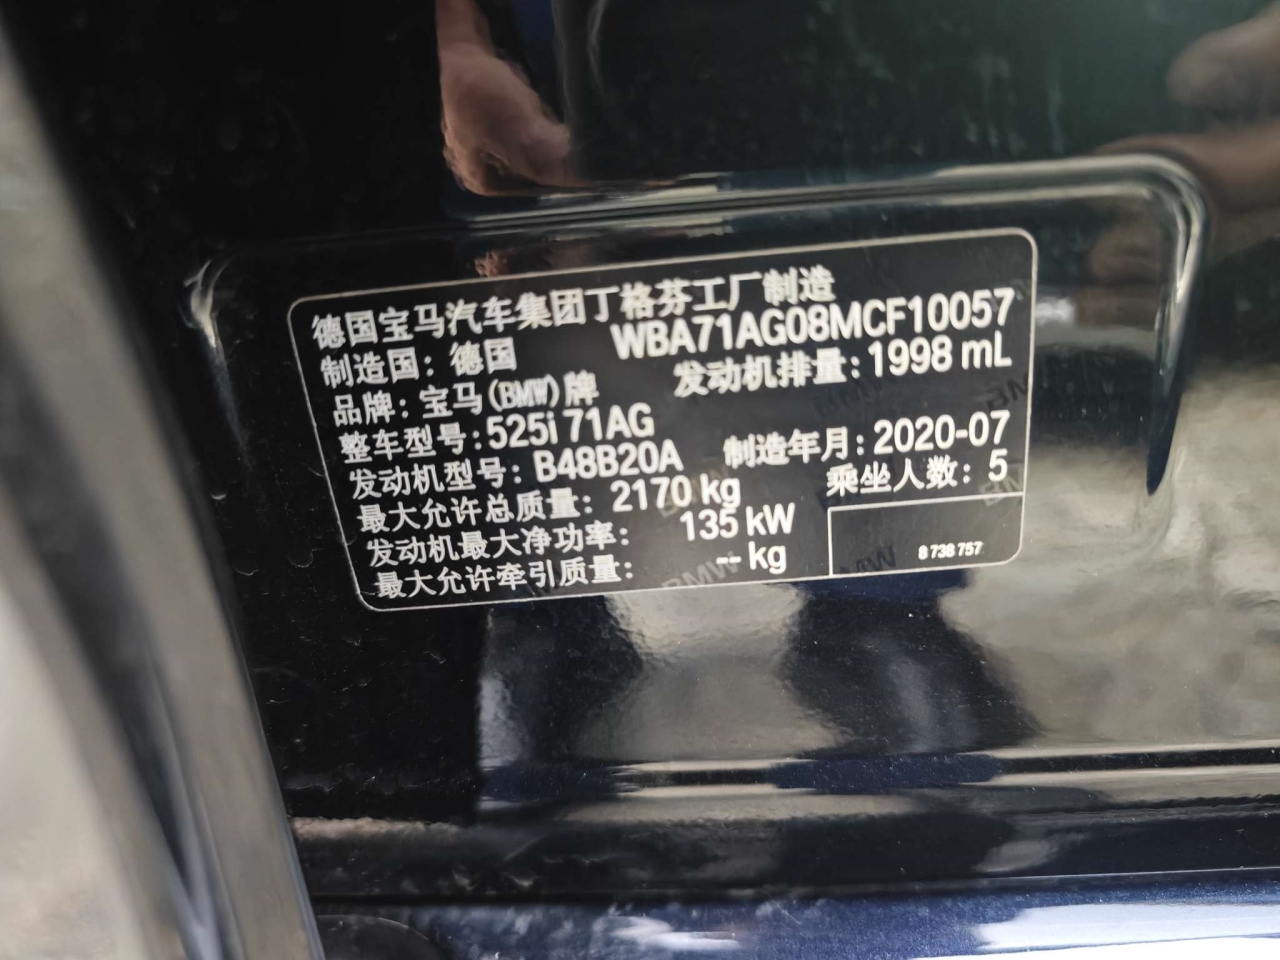 德国宝马汽车集团丁格芬工厂制造
制造国：德国 WBA71AG08MCF10057
品牌：宝马(BMW)牌 发动机排量：1998 mL
整车型号：525i 71AG
发动机型号：B48B20A 制造年月：2020-07
最大允许总质量：2170 kg 乘坐人数：5
发动机最大净功率：135 kW
最大允许牵引质量：-- kg
8 738 757